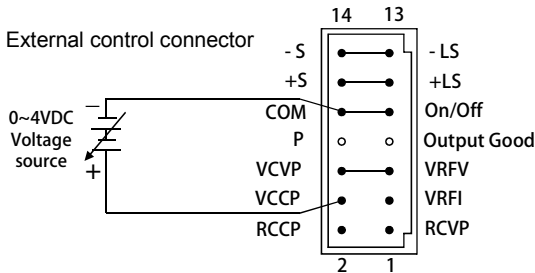 14 13
External control connector
- S - LS
+S +LS
COM On/Off
P Output Good
VCVP VRFV
VCCP VRFI
RCCP RCVP
2 1
–
0~4VDC
Voltage
source
+